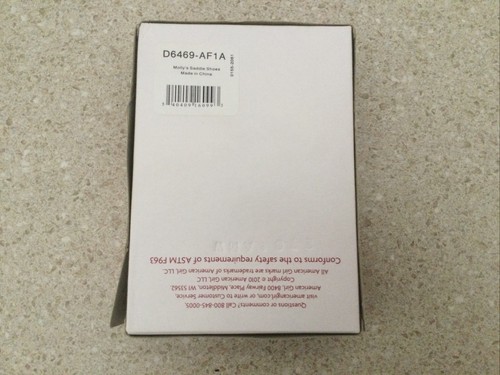 D6469-AF1A
Molly's Saddle Shoes
Made in China
Questions or comments? Call 800-845-0005,
visit americangirl.com, or write to Customer Service,
American Girl, 8400 Fairway Place, Middleton, WI 53562
Copyright © 2010 American Girl, LLC
All American Girl marks are trademarks of American Girl, LLC.
Conforms to the safety requirements of ASTM F963